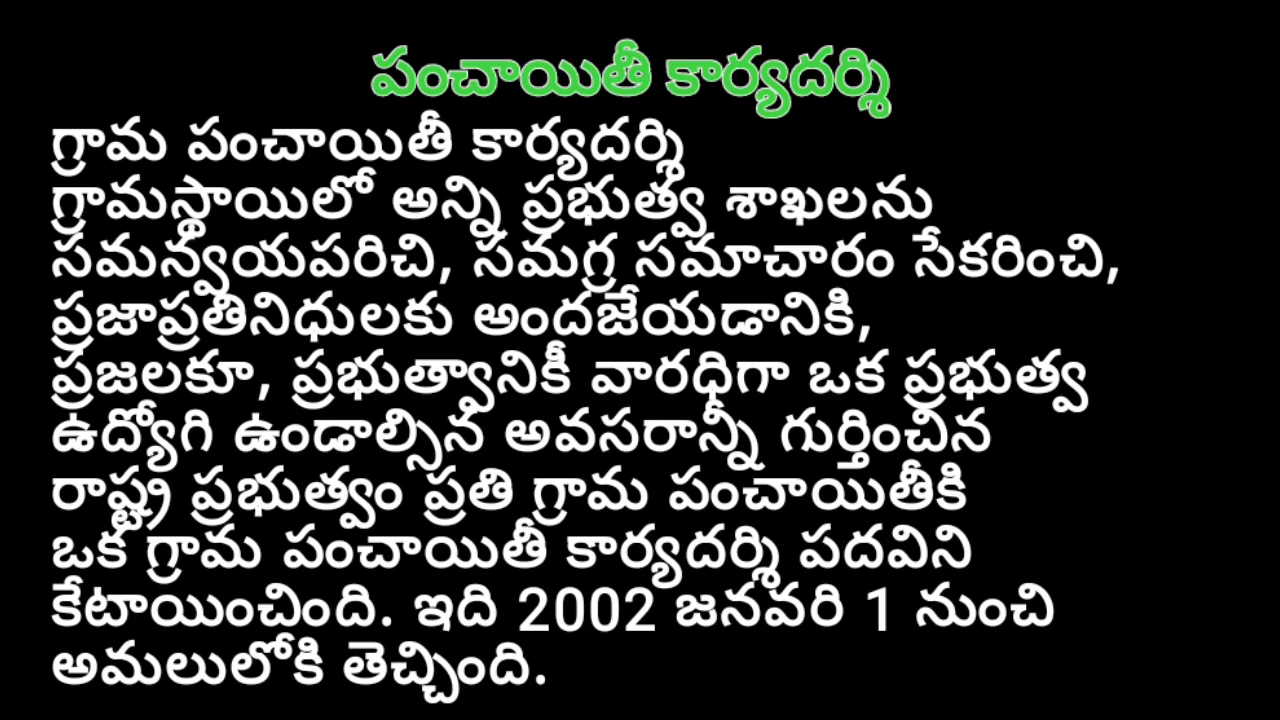 పంచాయితీ కార్యదర్శి
గ్రామ పంచాయితీ కార్యదర్శి
గ్రామస్థాయిలో అన్ని ప్రభుత్వ శాఖలను
సమన్వయపరిచి, సమగ్ర సమాచారం సేకరించి,
ప్రజాప్రతినిధులకు అందజేయడానికి,
ప్రజలకూ, ప్రభుత్వానికీ వారధిగా ఒక ప్రభుత్వ
ఉద్యోగి ఉండాల్సిన అవసరాన్నీ గుర్తించిన
రాష్ట్ర ప్రభుత్వం ప్రతి గ్రామ పంచాయితీకి
ఒక గ్రామ పంచాయితీ కార్యదర్శి పదవిని
కేటాయించింది. ఇది 2002 జనవరి 1 నుంచి
అమలులోకి తెచ్చింది.